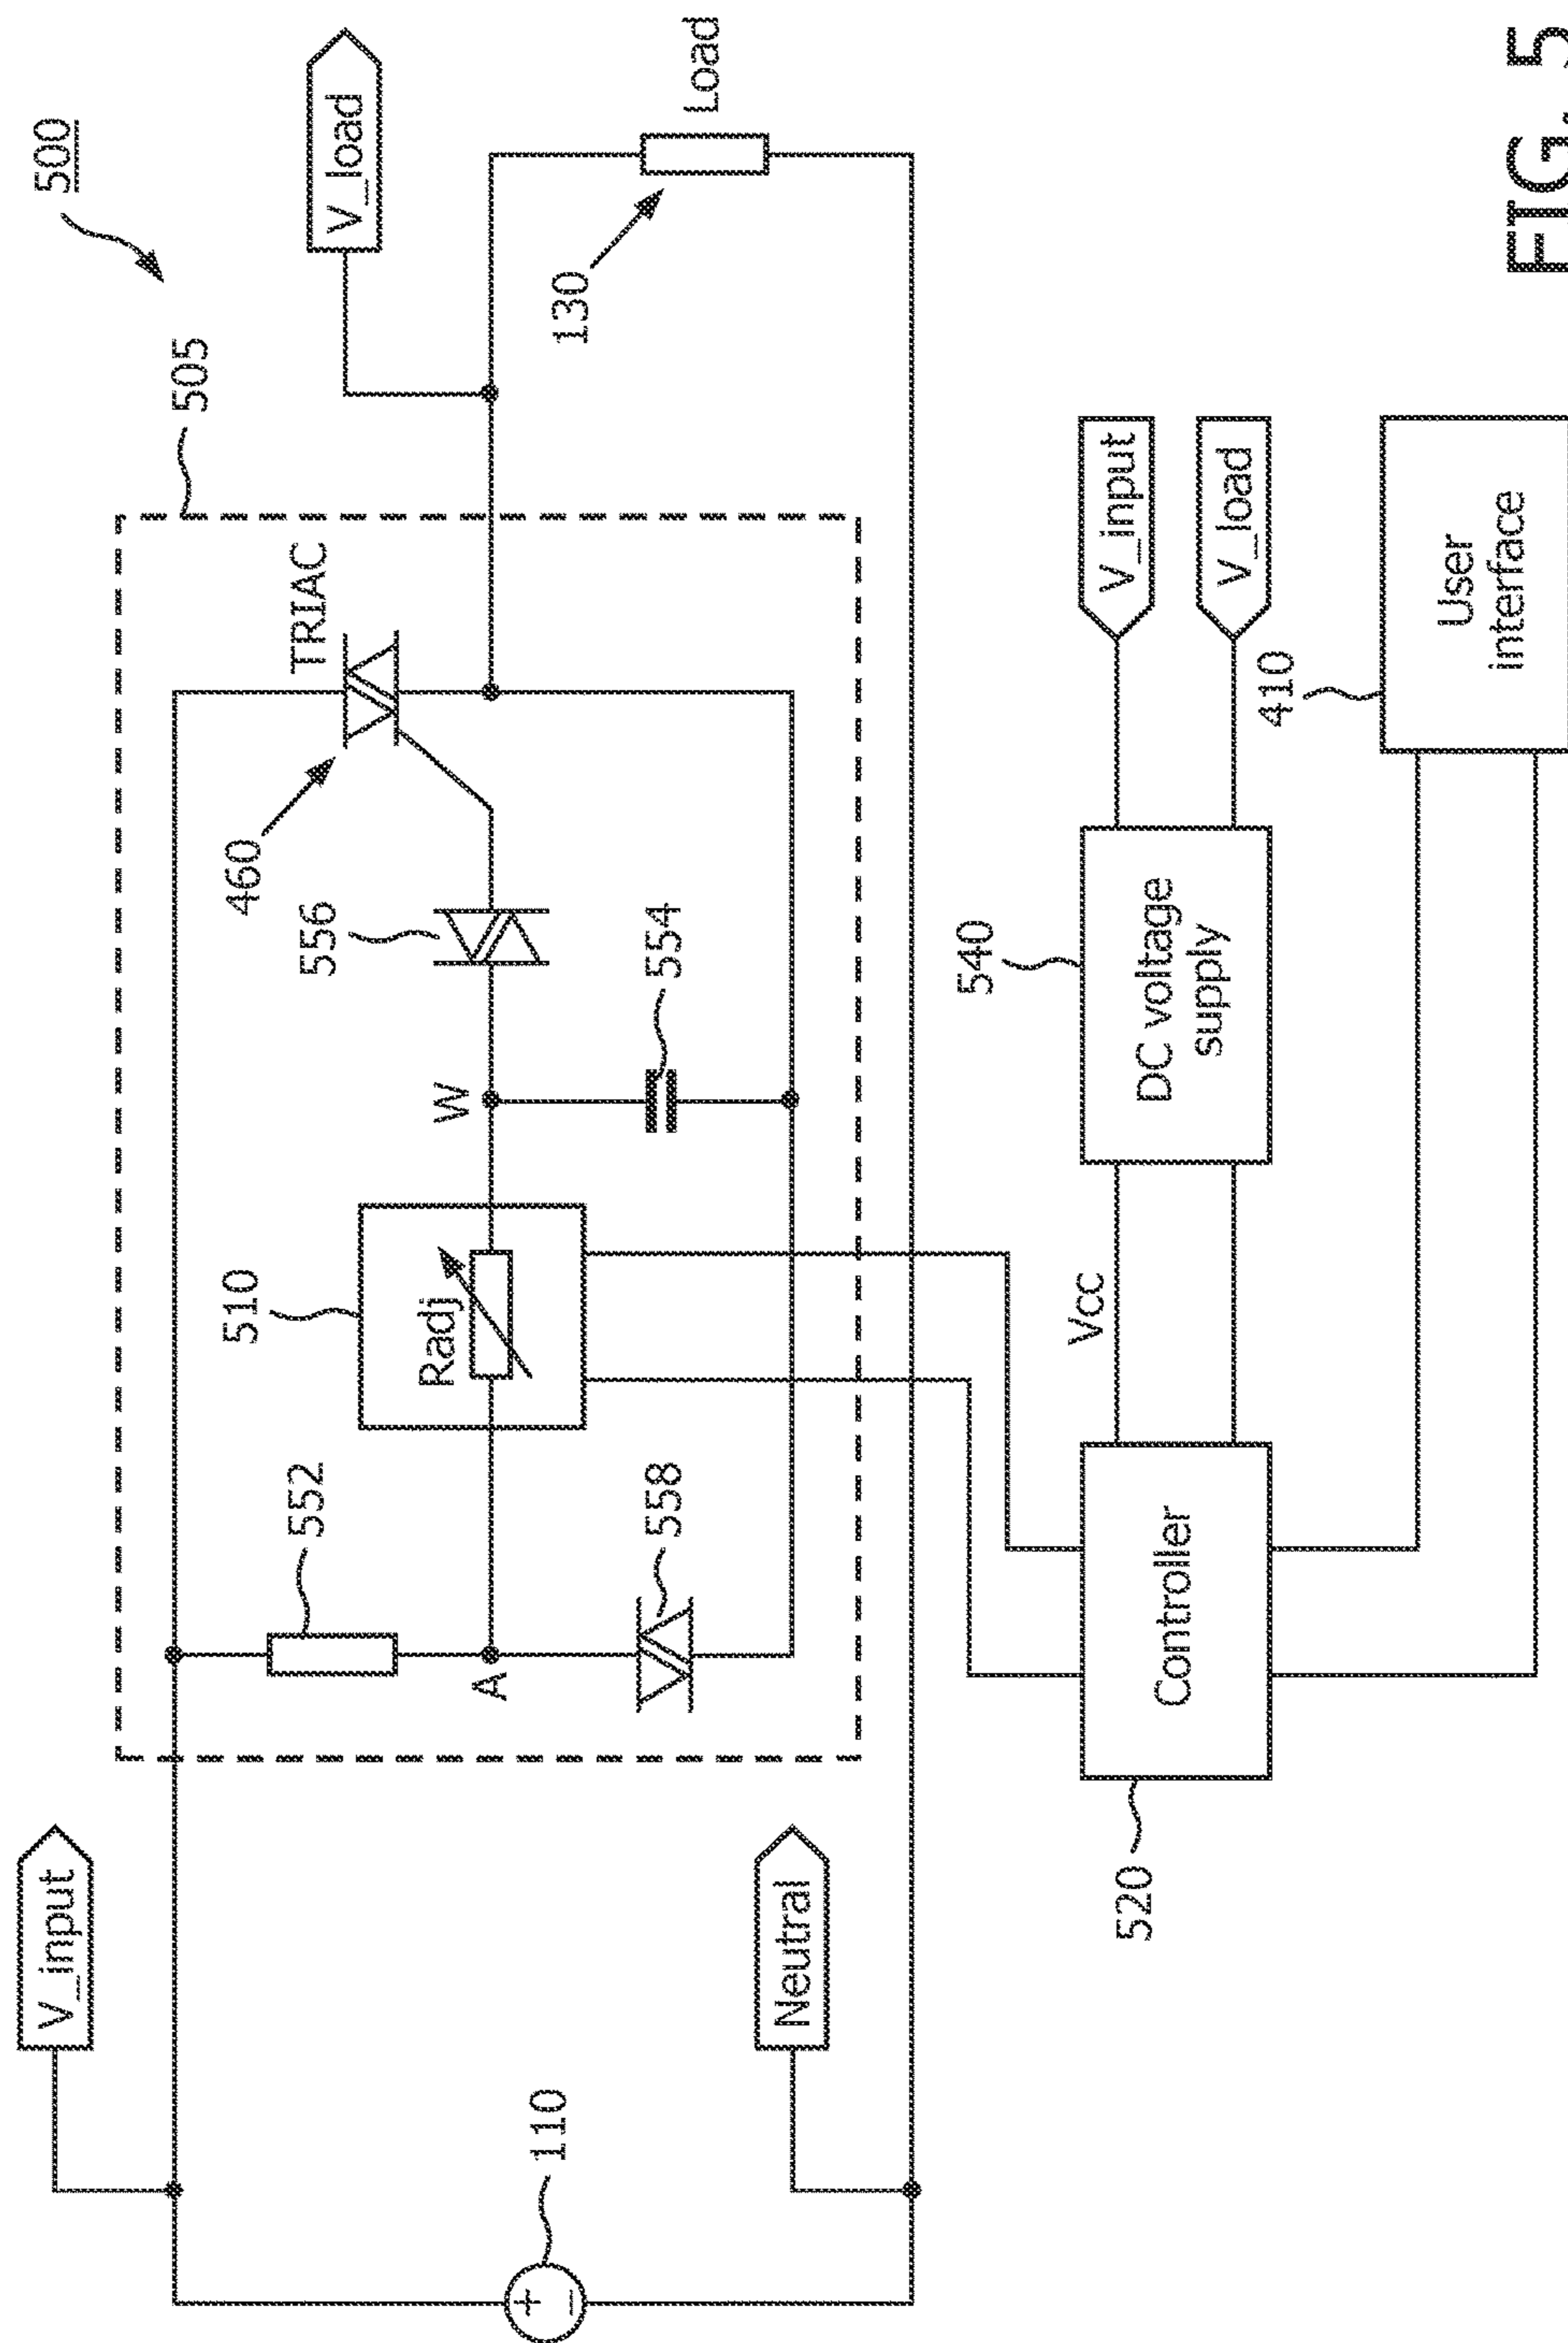 500
V_input
505
V_load
TRIAC
460
552
510
556
Radj
W
A
558
554
130
Load
110
Neutral
540
V_input
Vcc
DC voltage
supply
V_load
520
Controller
410
User
interface
FIG. 5